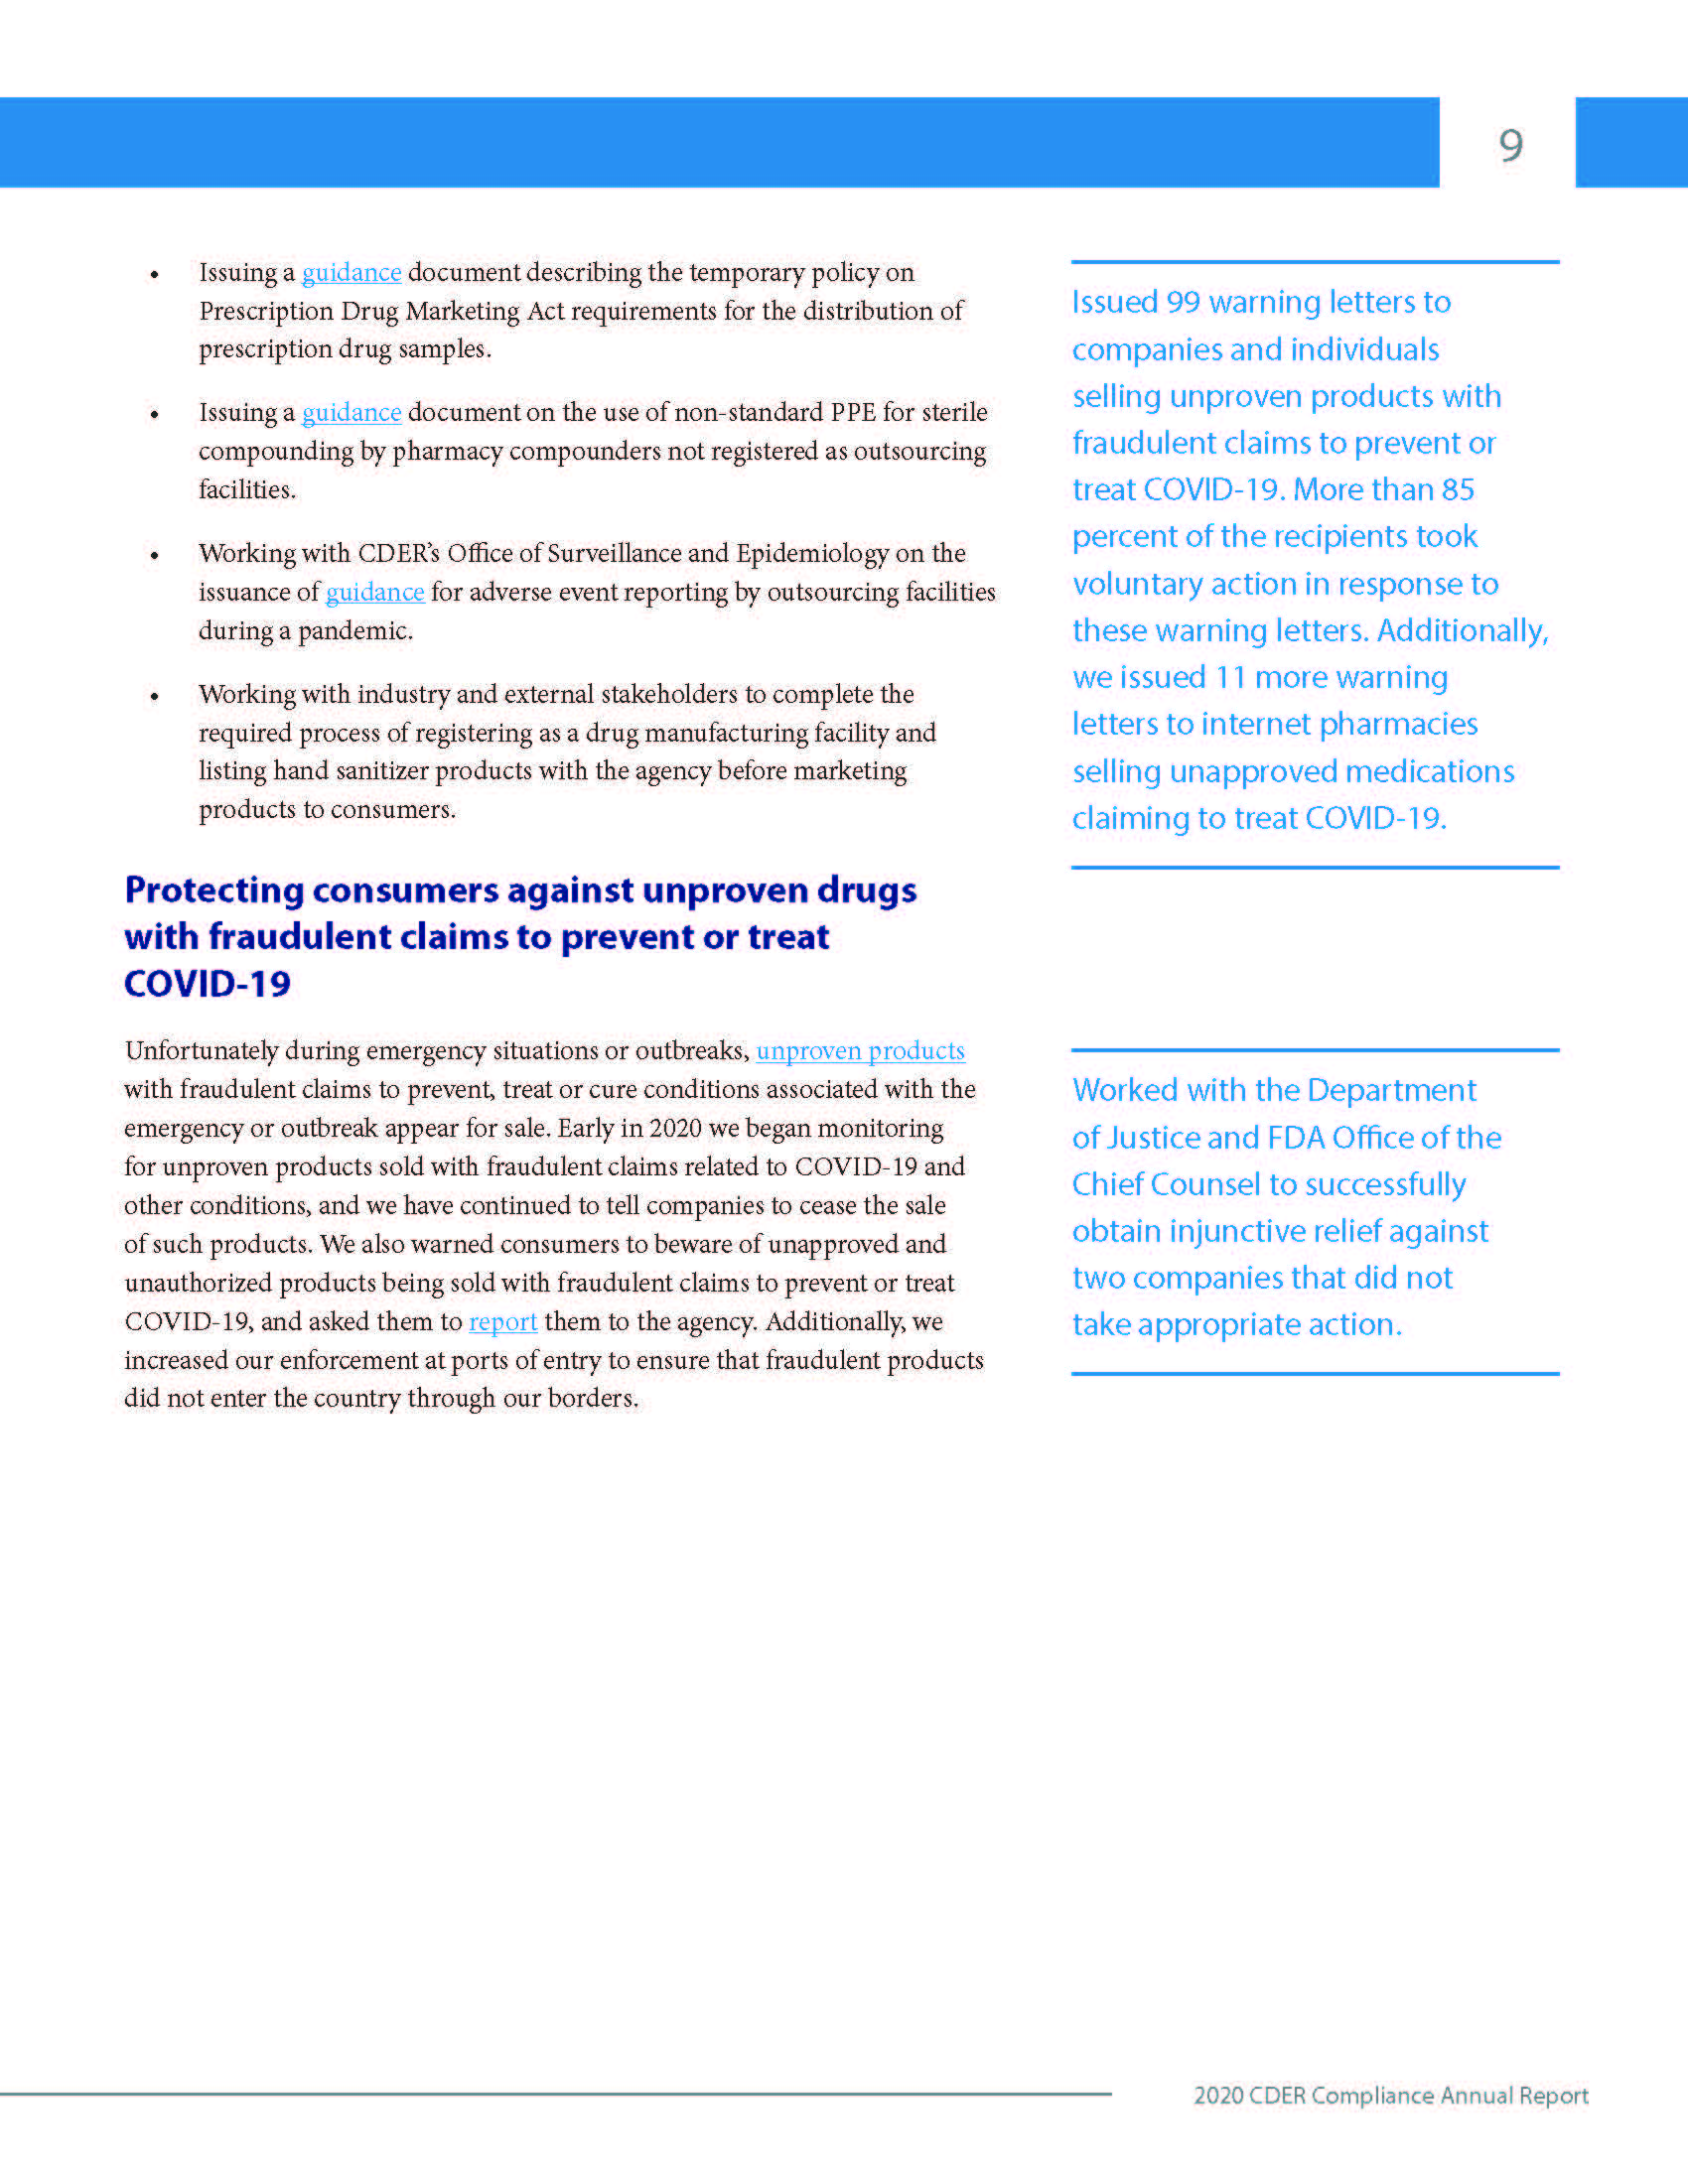 9
• Issuing a guidance document describing the temporary policy on
Prescription Drug Marketing Act requirements for the distribution of
prescription drug samples.
• Issuing a guidance document on the use of non-standard PPE for sterile
compounding by pharmacy compounders not registered as outsourcing
facilities.
• Working with CDER's Office of Surveillance and Epidemiology on the
issuance of guidance for adverse event reporting by outsourcing facilities
during a pandemic.
• Working with industry and external stakeholders to complete the
required process of registering as a drug manufacturing facility and
listing hand sanitizer products with the agency before marketing
products to consumers.
Protecting consumers against unproven drugs
with fraudulent claims to prevent or treat
COVID-19
Unfortunately during emergency situations or outbreaks, unproven products
with fraudulent claims to prevent, treat or cure conditions associated with the
emergency or outbreak appear for sale. Early in 2020 we began monitoring
for unproven products sold with fraudulent claims related to COVID-19 and
other conditions, and we have continued to tell companies to cease the sale
of such products. We also warned consumers to beware of unapproved and
unauthorized products being sold with fraudulent claims to prevent or treat
COVID-19, and asked them to report them to the agency. Additionally, we
increased our enforcement at ports of entry to ensure that fraudulent products
did not enter the country through our borders.
Issued 99 warning letters to
companies and individuals
selling unproven products with
fraudulent claims to prevent or
treat COVID-19. More than 85
percent of the recipients took
voluntary action in response to
these warning letters. Additionally,
we issued 11 more warning
letters to internet pharmacies
selling unapproved medications
claiming to treat COVID-19.
Worked with the Department
of Justice and FDA Office of the
Chief Counsel to successfully
obtain injunctive relief against
two companies that did not
take appropriate action.
2020 CDER Compliance Annual Report